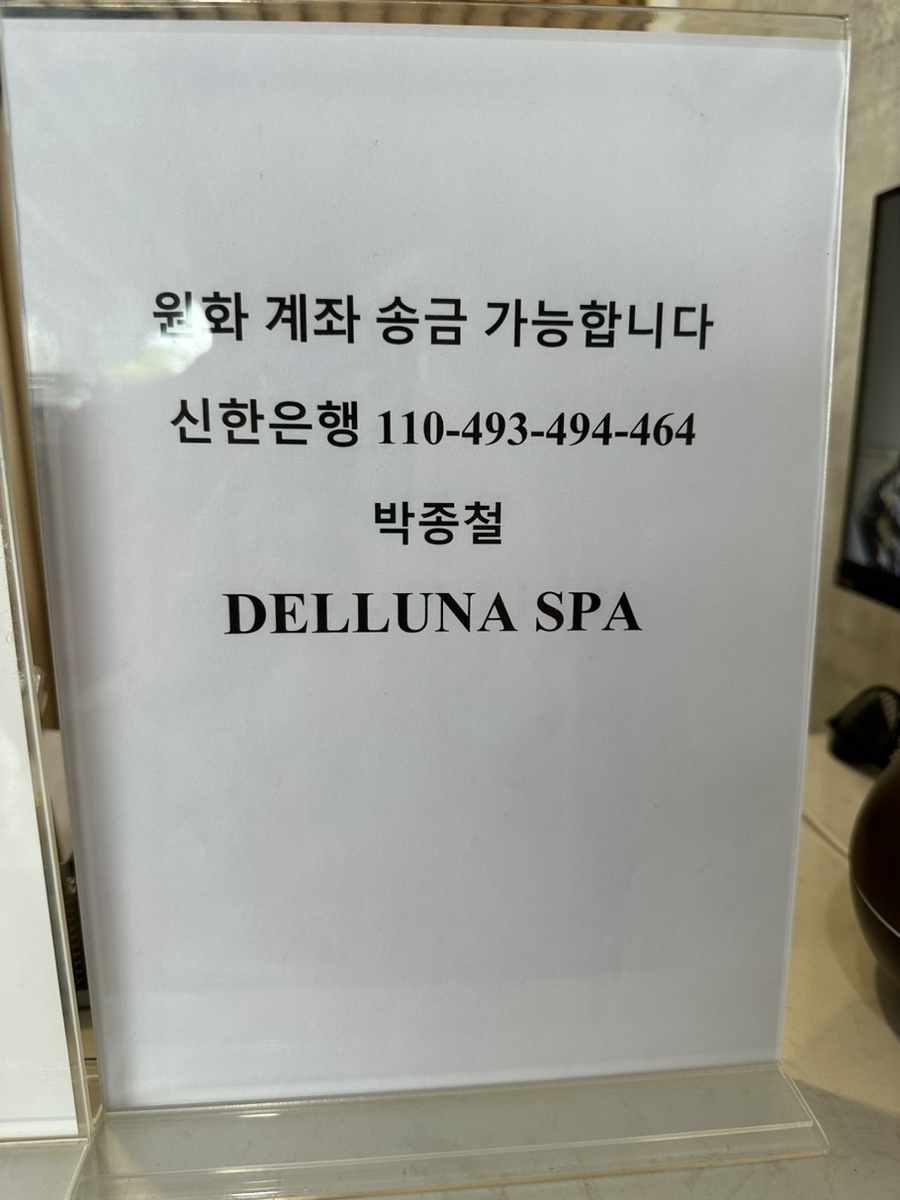 원화 계좌 송금 가능합니다
신한은행 110-493-494-464
박종철
DELLUNA SPA